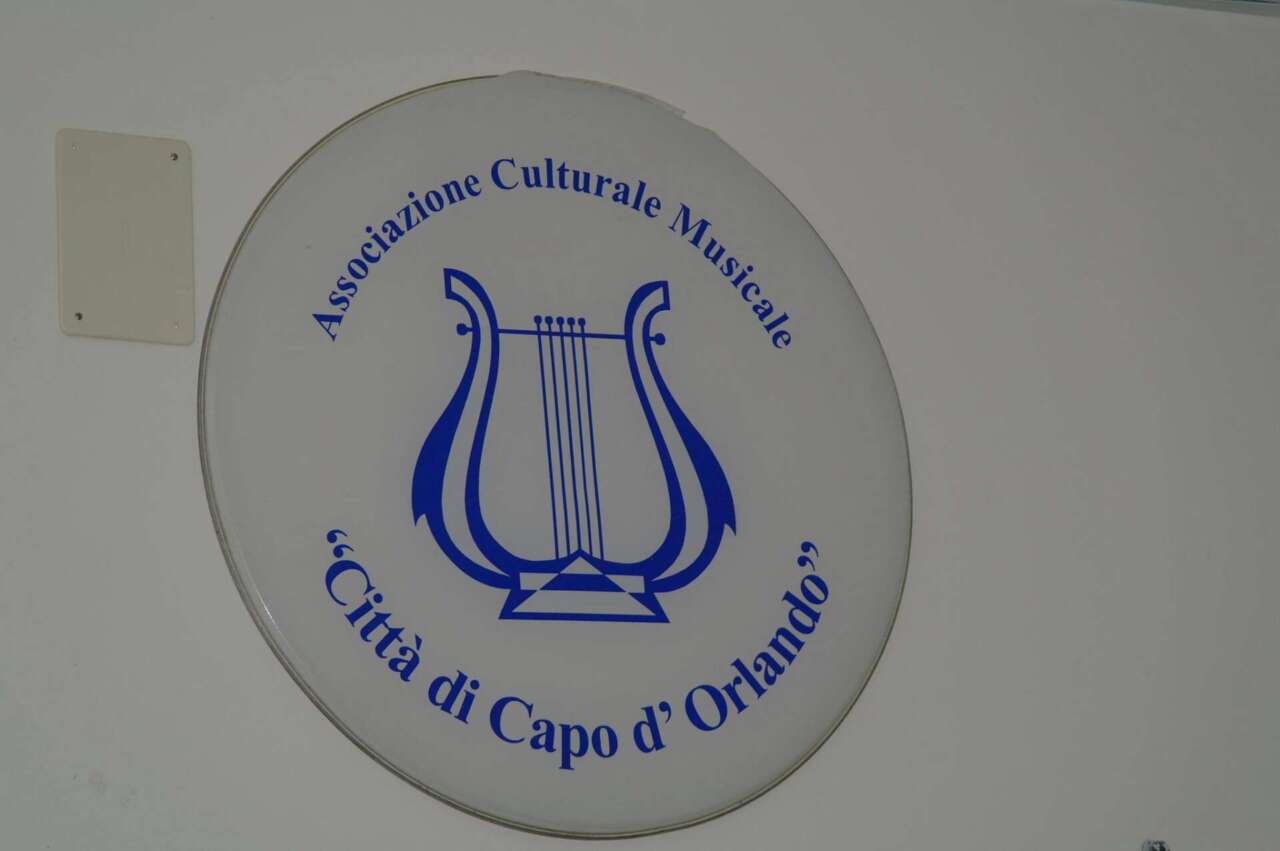 Associazione Culturale Musicale
“Città di Capo d’ Orlando”